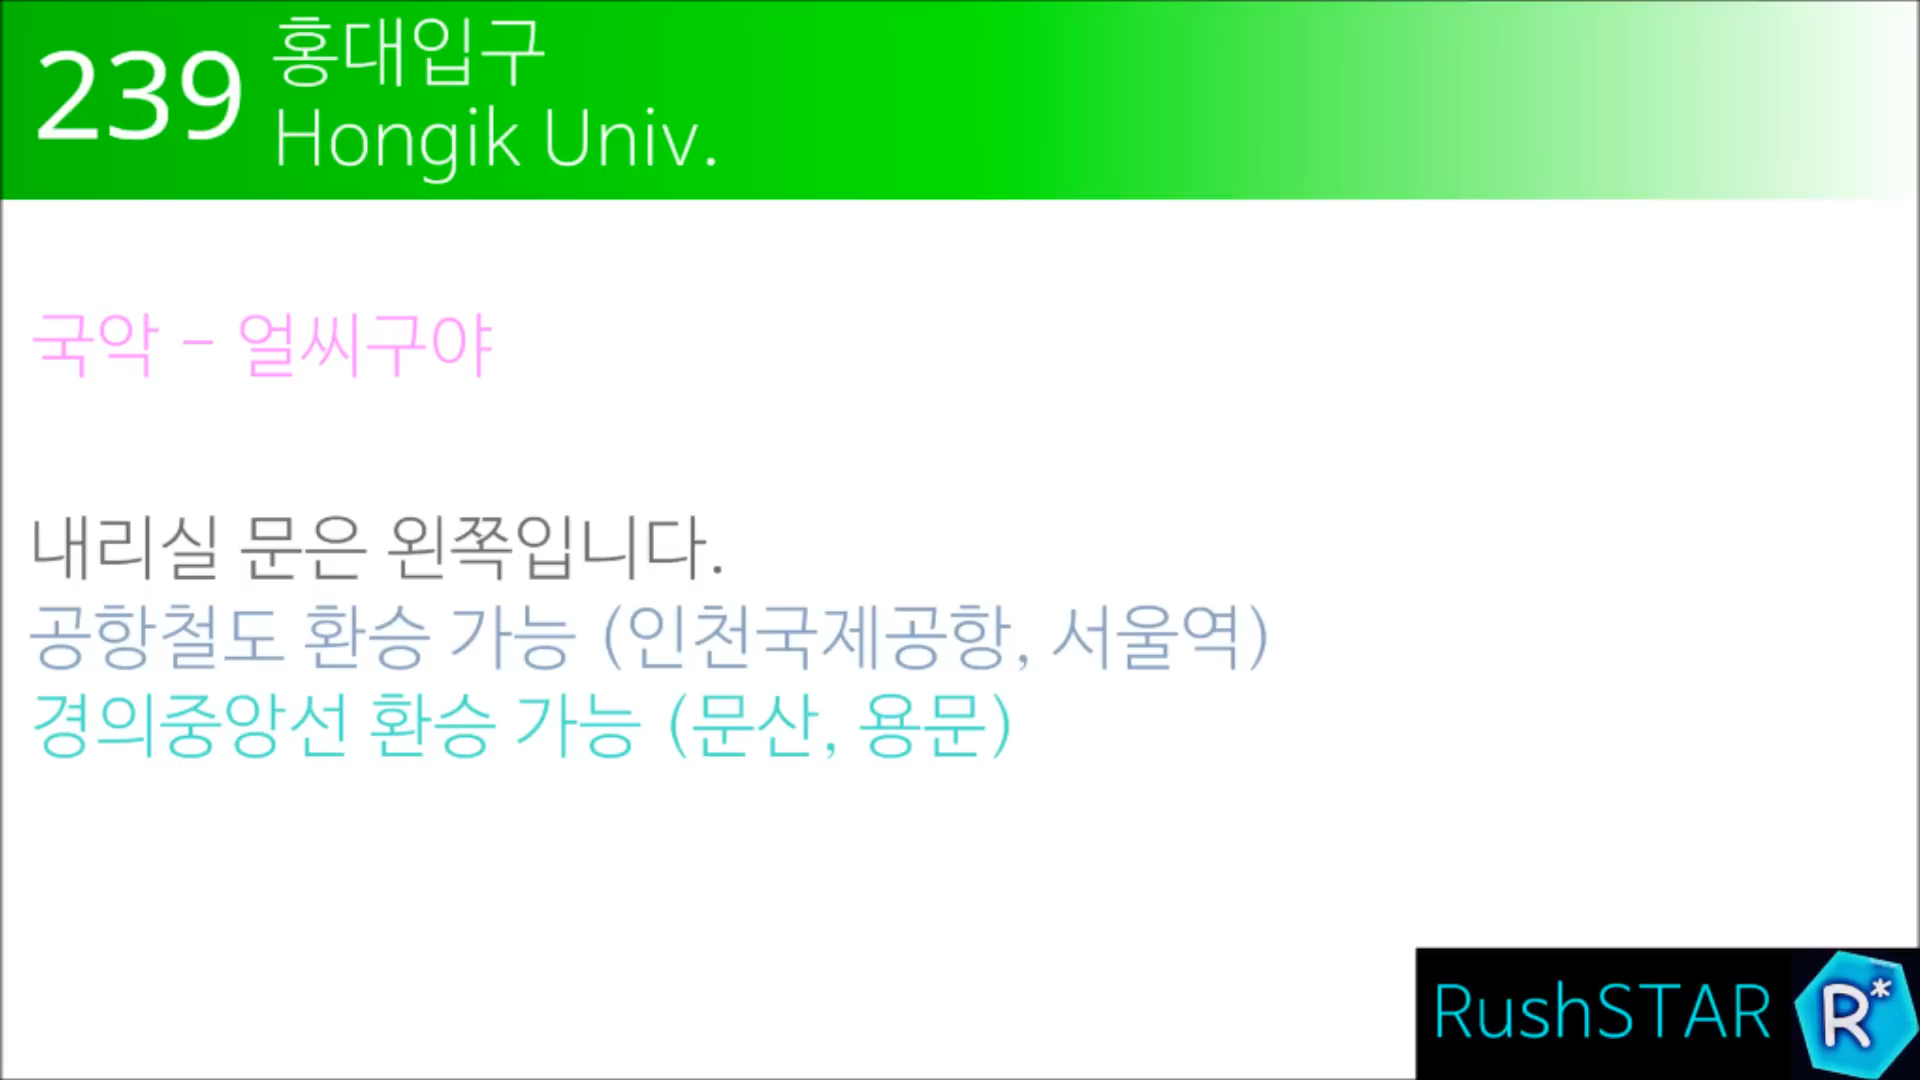 239
홍대입구
Hongik Univ.
국악 - 얼씨구야
내리실 문은 왼쪽입니다.
공항철도 환승 가능 (인천국제공항, 서울역)
경의중앙선 환승 가능 (문산, 용문)
RushSTAR
R*